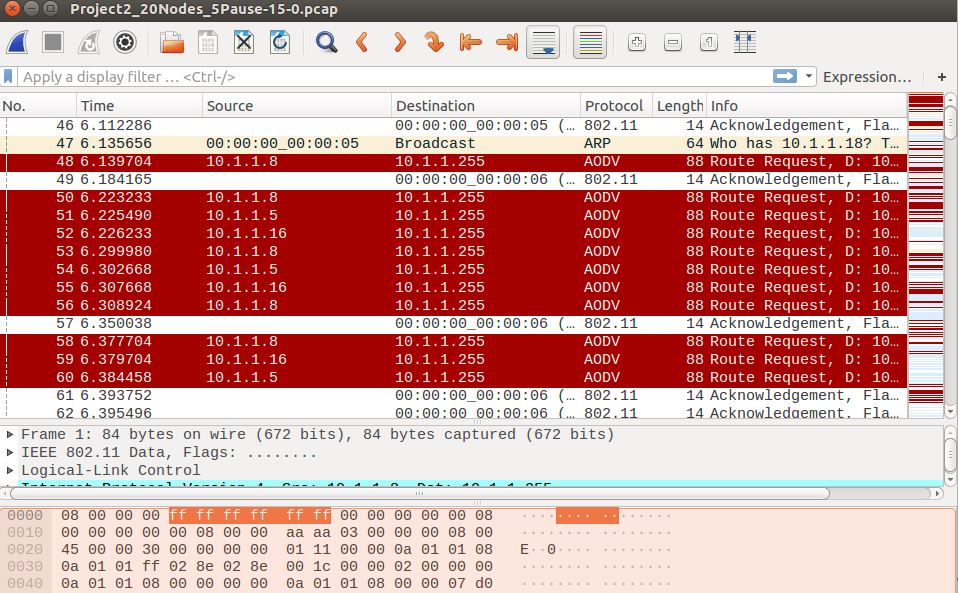 Project2_20Nodes_5Pause-15-0.pcap
Apply a display filter … <Ctrl-/> Expression… +
No. Time Source Destination Protocol Length Info
46 6.112286 00:00:00_00:00:05 (… 802.11 14 Acknowledgement, Fla…
47 6.135656 00:00:00_00:00:05 Broadcast ARP 64 Who has 10.1.1.18? T…
48 6.139704 10.1.1.8 10.1.1.255 AODV 88 Route Request, D: 10…
49 6.184165 00:00:00_00:00:06 (… 802.11 14 Acknowledgement, Fla…
50 6.223233 10.1.1.8 10.1.1.255 AODV 88 Route Request, D: 10…
51 6.225490 10.1.1.5 10.1.1.255 AODV 88 Route Request, D: 10…
52 6.226233 10.1.1.16 10.1.1.255 AODV 88 Route Request, D: 10…
53 6.299980 10.1.1.8 10.1.1.255 AODV 88 Route Request, D: 10…
54 6.302668 10.1.1.5 10.1.1.255 AODV 88 Route Request, D: 10…
55 6.307668 10.1.1.16 10.1.1.255 AODV 88 Route Request, D: 10…
56 6.308924 10.1.1.8 10.1.1.255 AODV 88 Route Request, D: 10…
57 6.350038 00:00:00_00:00:06 (… 802.11 14 Acknowledgement, Fla…
58 6.377704 10.1.1.8 10.1.1.255 AODV 88 Route Request, D: 10…
59 6.379704 10.1.1.16 10.1.1.255 AODV 88 Route Request, D: 10…
60 6.384458 10.1.1.5 10.1.1.255 AODV 88 Route Request, D: 10…
61 6.393752 00:00:00_00:00:06 (… 802.11 14 Acknowledgement, Fla…
62 6.395496 00:00:00_00:00:06 (… 802.11 14 Acknowledgement, Fla…
Frame 1: 84 bytes on wire (672 bits), 84 bytes captured (672 bits)
IEEE 802.11 Data, Flags: ........
Logical-Link Control
Internet Protocol Version 4, Src: 10.1.1.8, Dst: 10.1.1.255
0000 08 00 00 00 ff ff ff ff ff ff 00 00 00 00 00 08 ········ ········
0010 00 00 00 00 00 08 00 00 aa aa 03 00 00 00 08 00 ········ ········
0020 45 00 00 30 00 00 00 00 01 11 00 00 0a 01 01 08 E··0···· ········
0030 0a 01 01 ff 02 8e 02 8e 00 1c 00 00 02 00 00 00 ········ ········
0040 0a 01 01 08 00 00 00 00 0a 01 01 08 00 00 07 d0 ········ ········